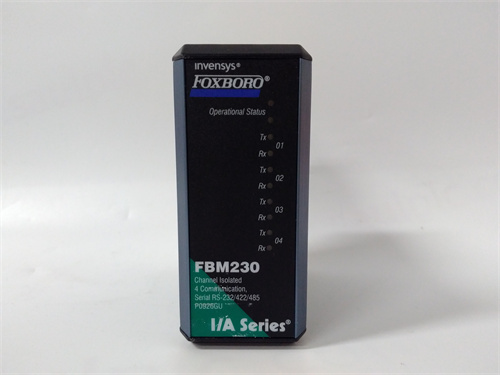 invensys®
FOXBORO®
Operational Status
Tx
01
Rx
Tx
02
Rx
Tx
03
Rx
Tx
04
Rx
FBM230
Channel Isolated
4 Communication,
Serial RS-232/422/485
P0926GU
I/A Series®